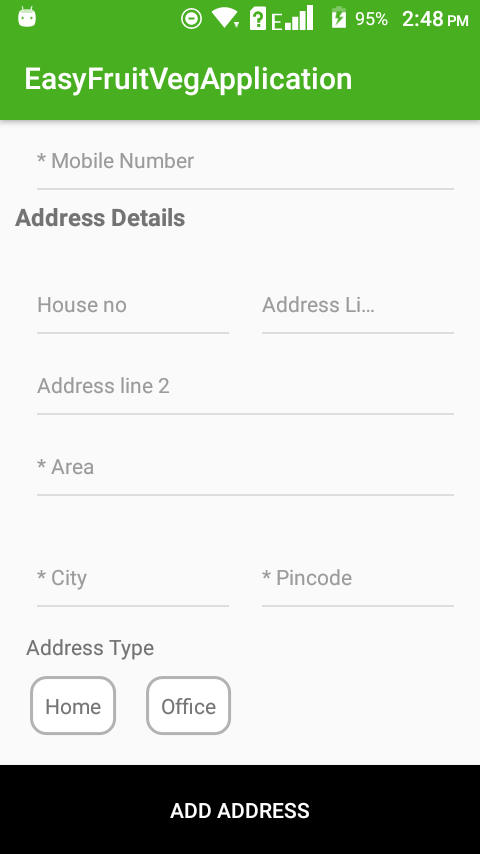 E 95% 2:48 PM
EasyFruitVegApplication
* Mobile Number
Address Details
House no Address Li...
Address line 2
* Area
* City * Pincode
Address Type
Home Office
ADD ADDRESS